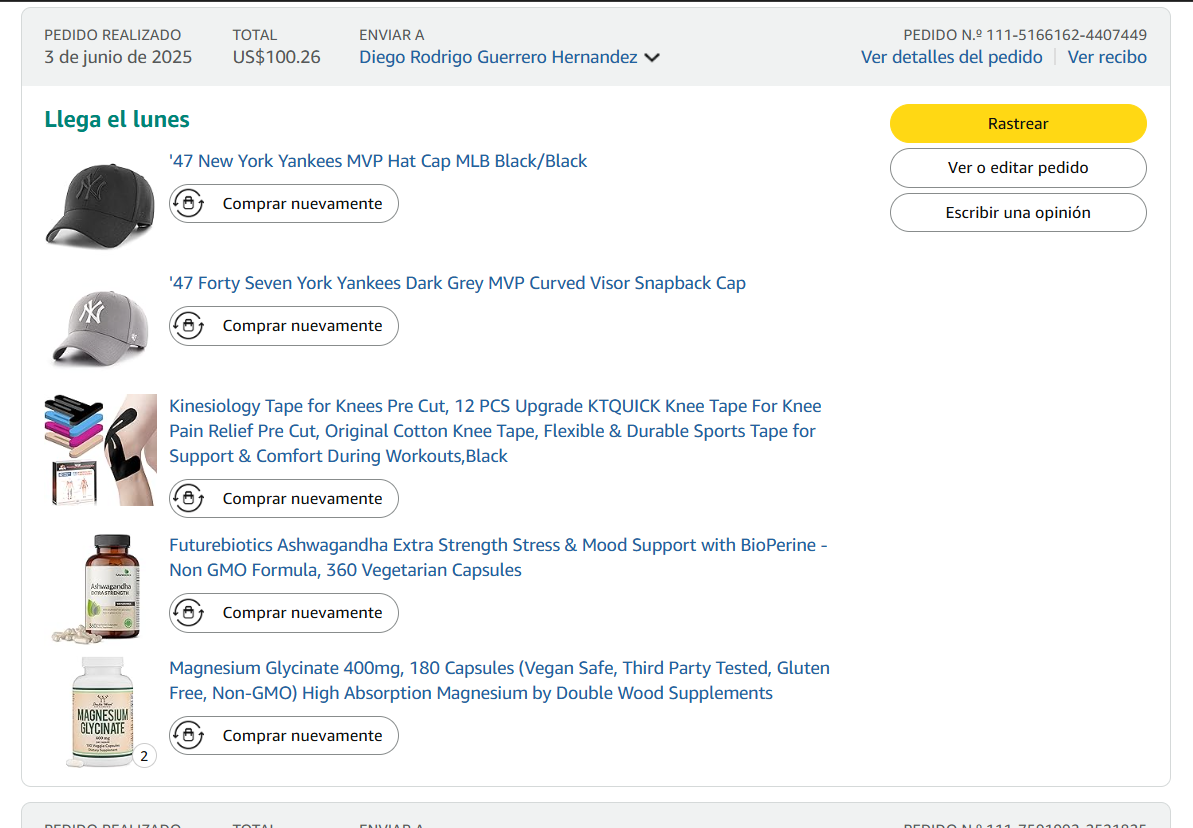 PEDIDO REALIZADO
3 de junio de 2025
TOTAL
US$100.26
ENVIAR A
Diego Rodrigo Guerrero Hernandez
PEDIDO N.º 111-5166162-4407449
Ver detalles del pedido
Ver recibo
Llega el lunes
Rastrear
Ver o editar pedido
Escribir una opinión
'47 New York Yankees MVP Hat Cap MLB Black/Black
Comprar nuevamente
'47 Forty Seven York Yankees Dark Grey MVP Curved Visor Snapback Cap
Comprar nuevamente
Kinesiology Tape for Knees Pre Cut, 12 PCS Upgrade KTQUICK Knee Tape For Knee
Pain Relief Pre Cut, Original Cotton Knee Tape, Flexible & Durable Sports Tape for
Support & Comfort During Workouts,Black
Comprar nuevamente
Ashwagandha
EXTRA STRENGTH
Futurebiotics Ashwagandha Extra Strength Stress & Mood Support with BioPerine -
Non GMO Formula, 360 Vegetarian Capsules
Comprar nuevamente
MAGNESIUM
GLYCINATE
400 mg
2
Magnesium Glycinate 400mg, 180 Capsules (Vegan Safe, Third Party Tested, Gluten
Free, Non-GMO) High Absorption Magnesium by Double Wood Supplements
Comprar nuevamente
PEDIDO REALIZADO
TOTAL
ENVIAR A
PEDIDO N.º